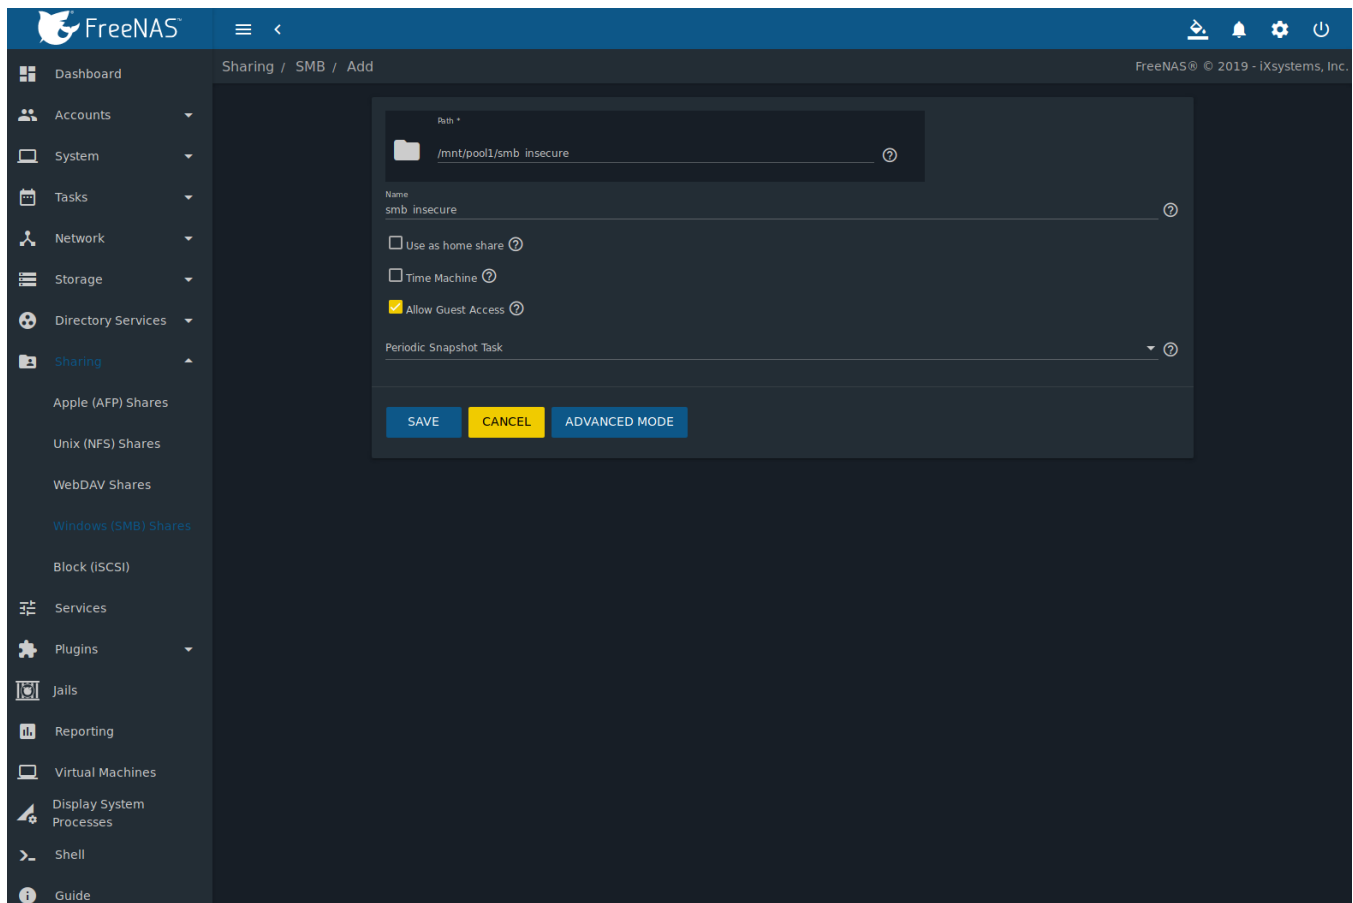 FreeNAS™
Sharing / SMB / Add
FreeNAS® © 2019 - iXsystems, Inc.
Dashboard
Accounts
System
Tasks
Network
Storage
Directory Services
Sharing
Apple (AFP) Shares
Unix (NFS) Shares
WebDAV Shares
Windows (SMB) Shares
Block (iSCSI)
Services
Plugins
Jails
Reporting
Virtual Machines
Display System
Processes
Shell
Guide
Path *
/mnt/pool1/smb_insecure
Name
smb_insecure
Use as home share
Time Machine
Allow Guest Access
Periodic Snapshot Task
SAVE CANCEL ADVANCED MODE